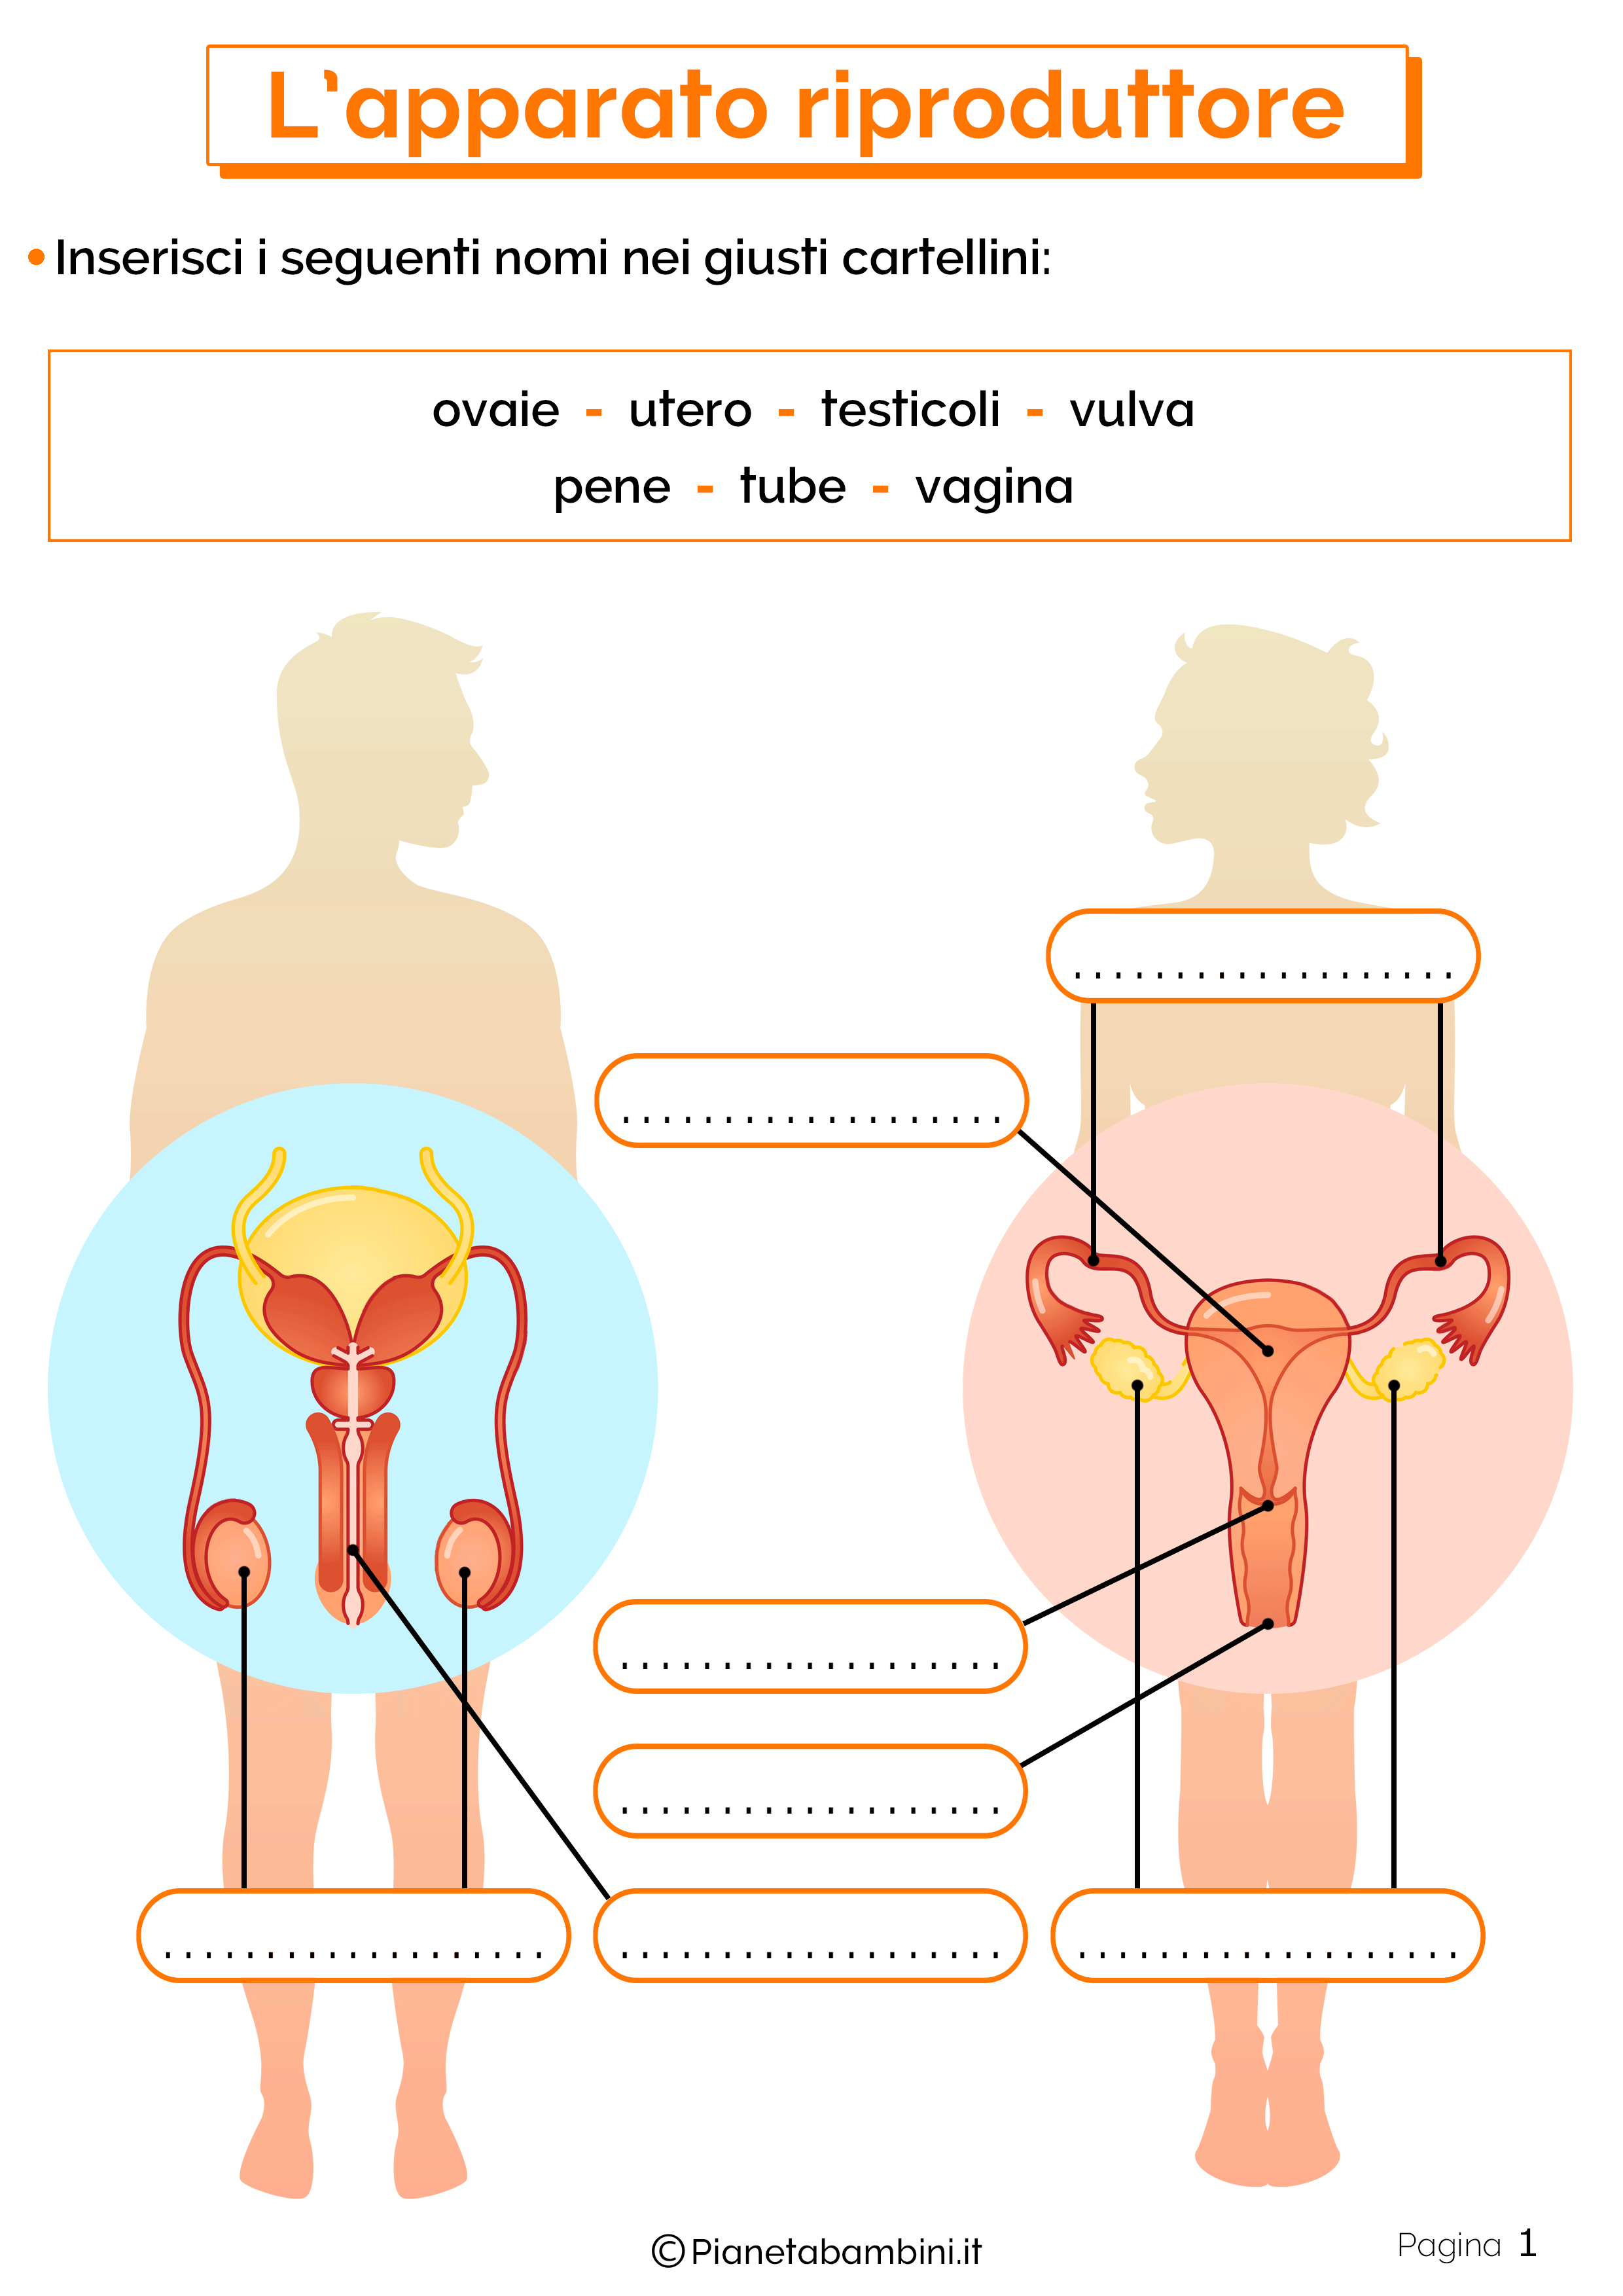 L'apparato riproduttore
• Inserisci i seguenti nomi nei giusti cartellini:
ovaie - utero - testicoli - vulva
pene - tube - vagina
...................
...................
...................
...................
...................
...................
...................
©Pianetabambini.it
Pagina 1